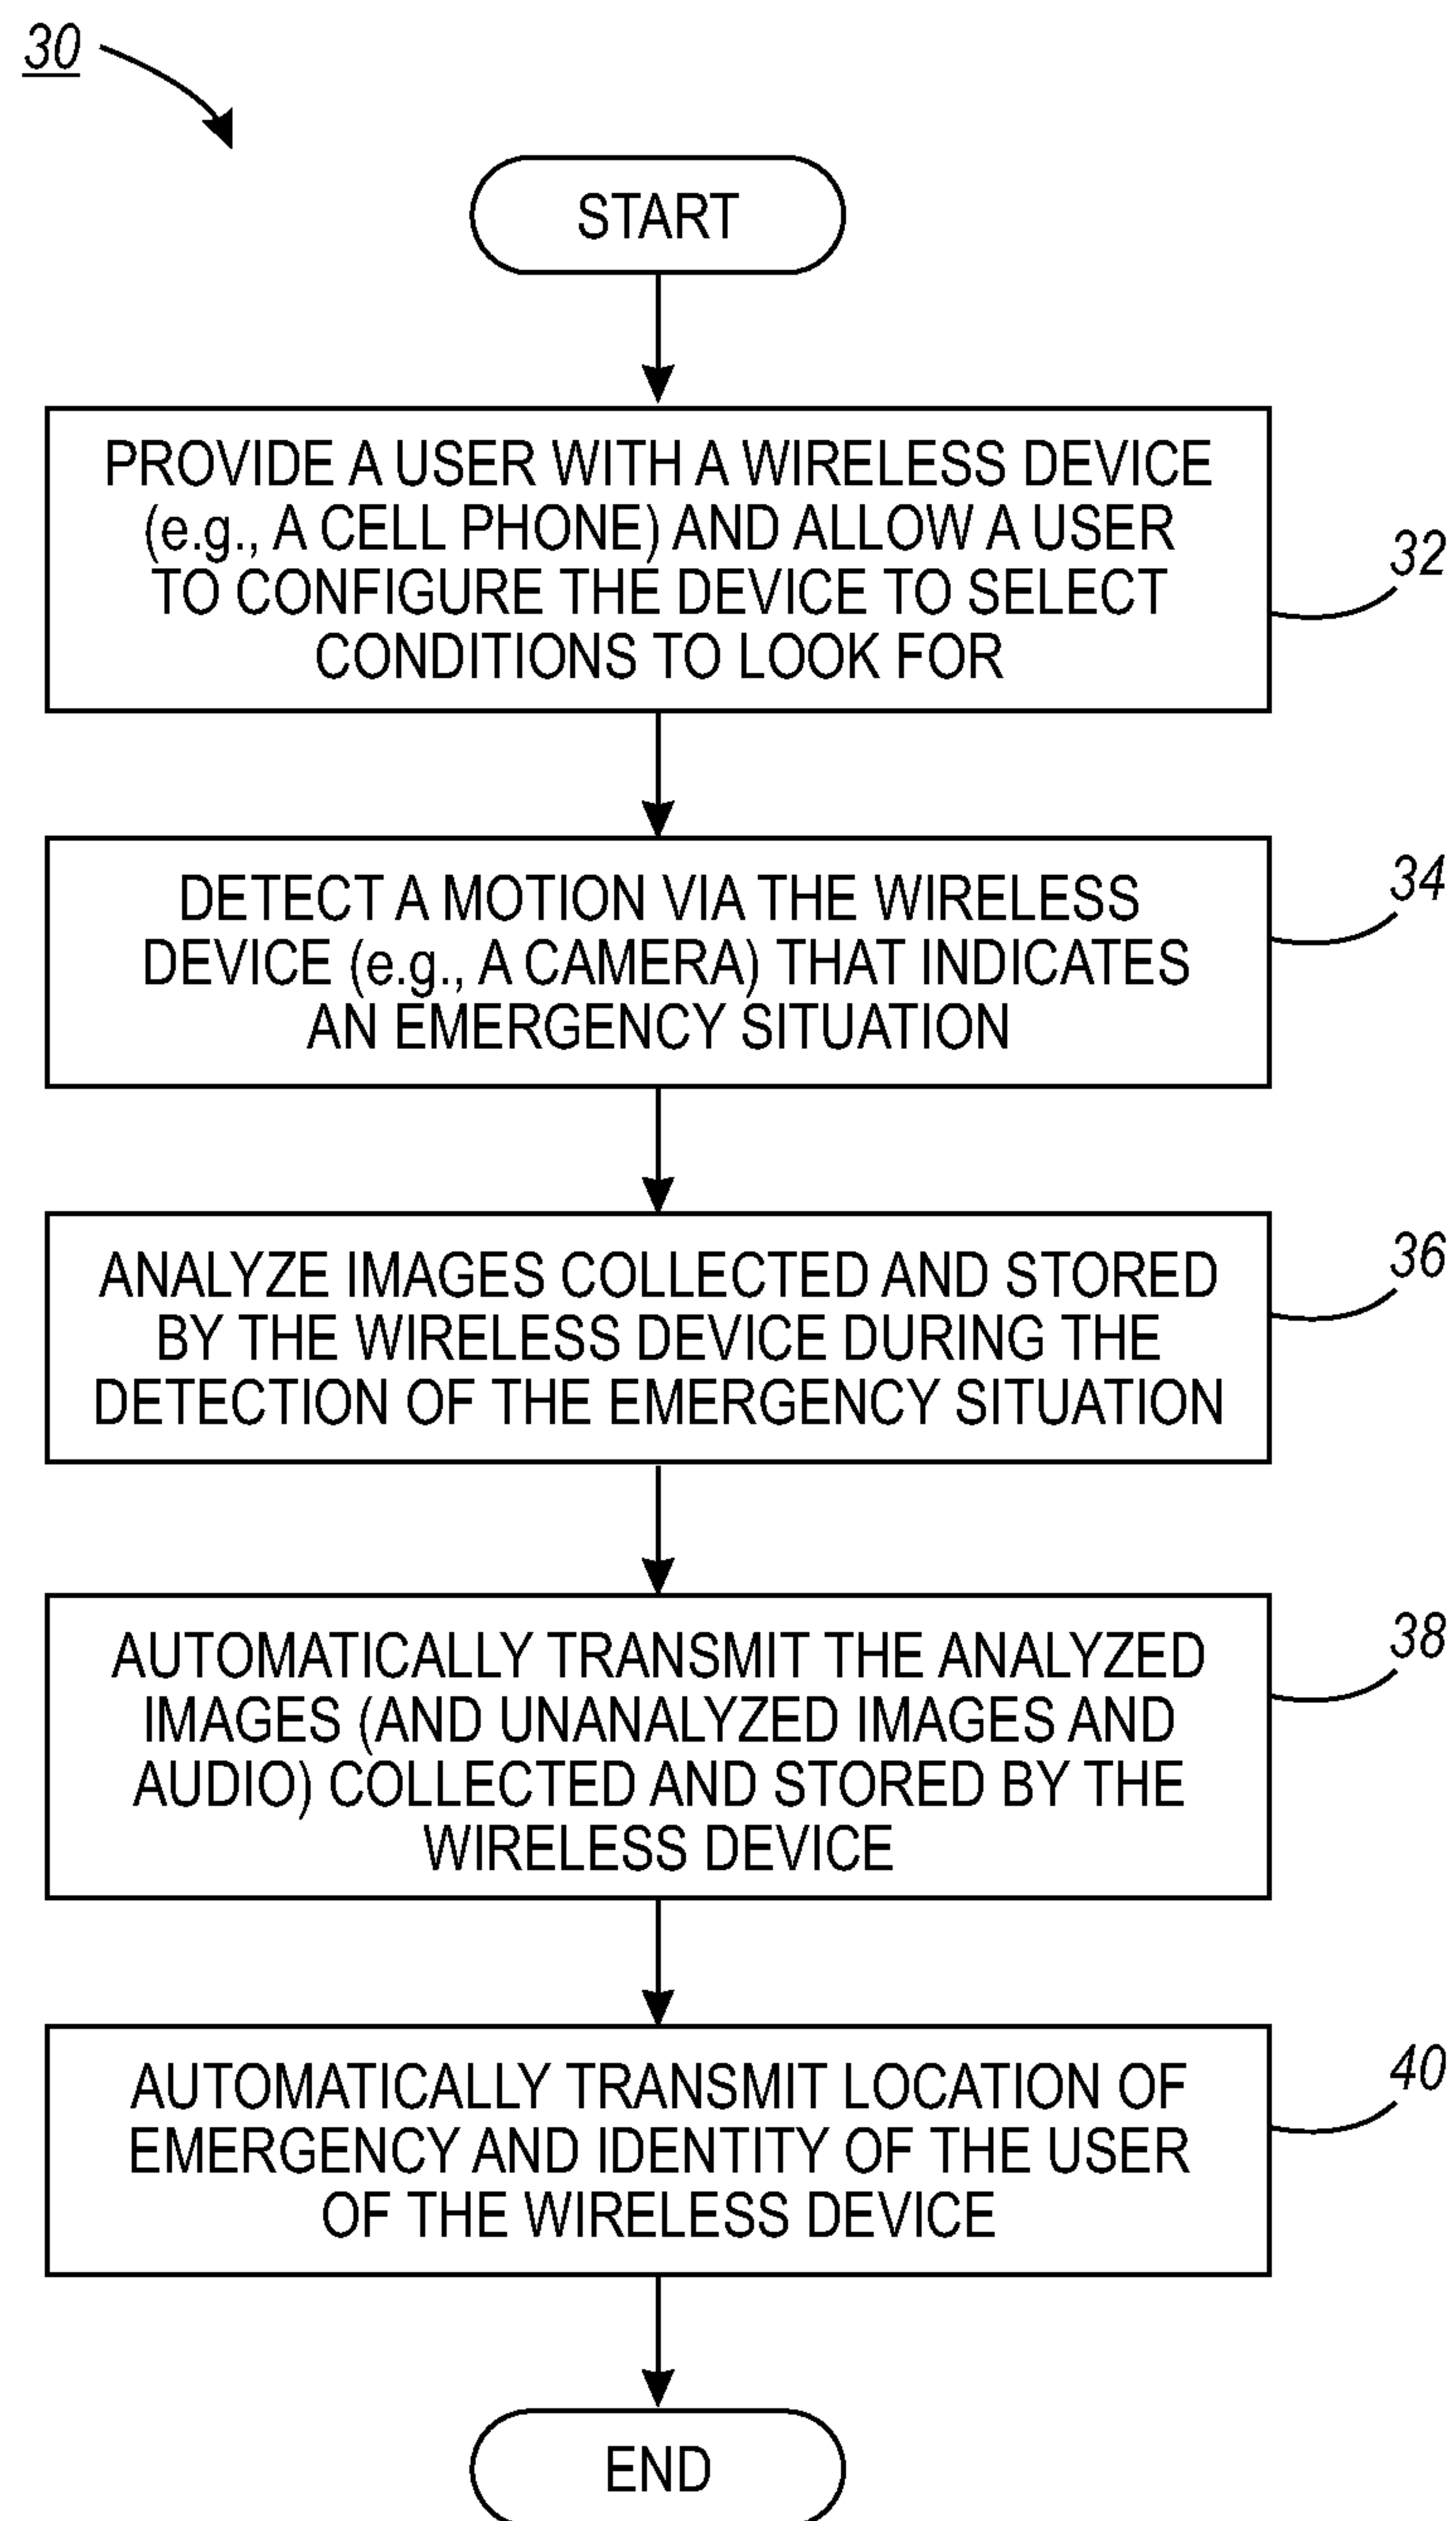 30
START
PROVIDE A USER WITH A WIRELESS DEVICE
(e.g., A CELL PHONE) AND ALLOW A USER
TO CONFIGURE THE DEVICE TO SELECT
CONDITIONS TO LOOK FOR
32
DETECT A MOTION VIA THE WIRELESS
DEVICE (e.g., A CAMERA) THAT INDICATES
AN EMERGENCY SITUATION
34
ANALYZE IMAGES COLLECTED AND STORED
BY THE WIRELESS DEVICE DURING THE
DETECTION OF THE EMERGENCY SITUATION
36
AUTOMATICALLY TRANSMIT THE ANALYZED
IMAGES (AND UNANALYZED IMAGES AND
AUDIO) COLLECTED AND STORED BY THE
WIRELESS DEVICE
38
AUTOMATICALLY TRANSMIT LOCATION OF
EMERGENCY AND IDENTITY OF THE USER
OF THE WIRELESS DEVICE
40
END